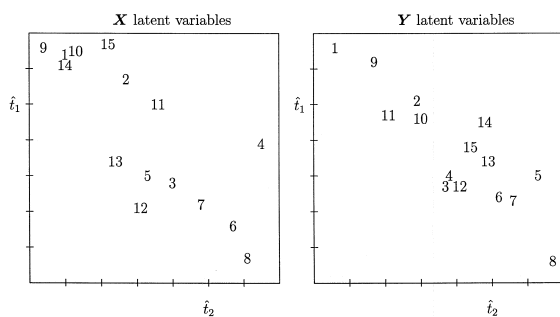 X latent variables
9 1 10 15
14
2
11
t̂₁
4
13
5 3
12 7
6
8
t̂₂
Y latent variables
1
9
2
11 10
14
t̂₁
15
13
4 5
3 12
6 7
8
t̂₂